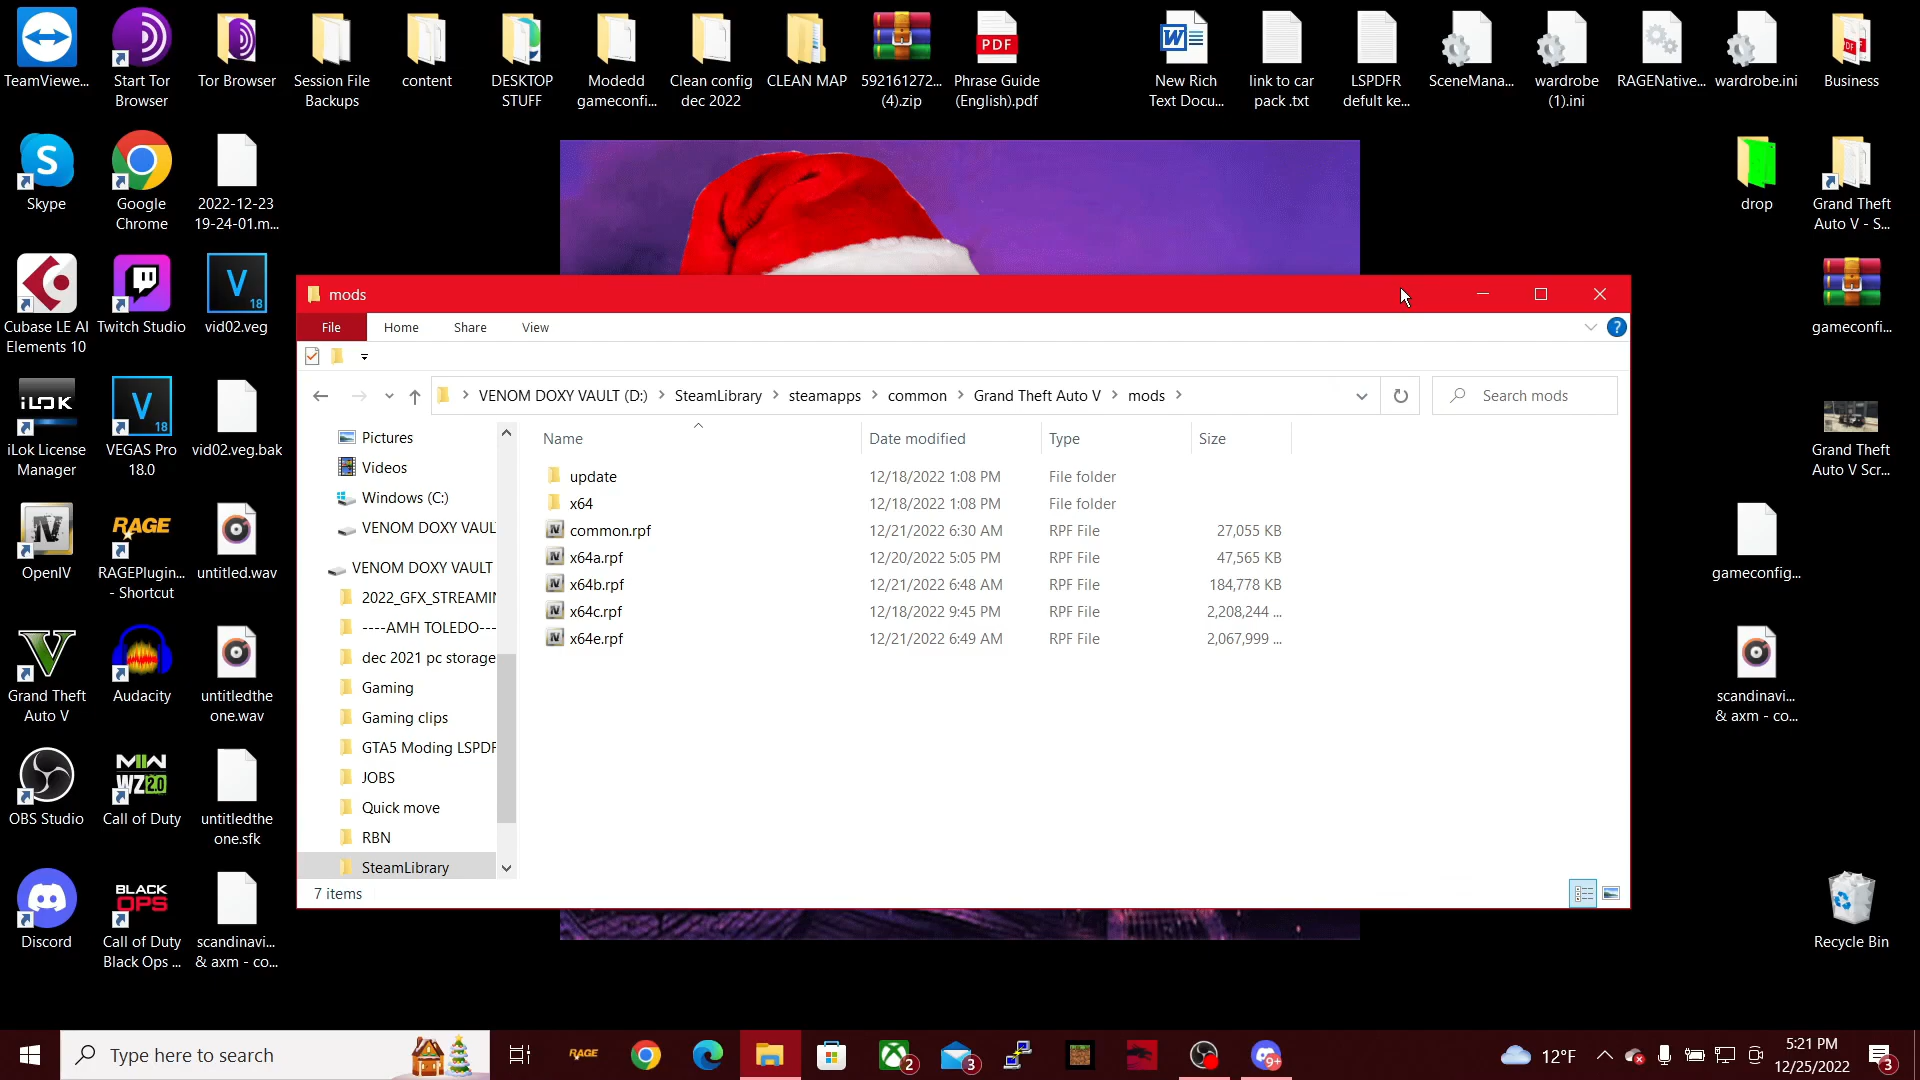 TeamViewe...
Start Tor
Browser
Tor Browser
Session File
Backups
content
DESKTOP
STUFF
Modedd
gameconfi...
Clean config
dec 2022
CLEAN MAP
592161272...
(4).zip
PDF
Phrase Guide
(English).pdf
New Rich
Text Docu...
link to car
pack .txt
LSPDFR
defult ke...
SceneMana...
wardrobe
(1).ini
RAGENative...
wardrobe.ini
Business
Skype
Google
Chrome
2022-12-23
19-24-01.m...
drop
Grand Theft
Auto V - S...
Cubase LE AI
Elements 10
Twitch Studio
V
18
vid02.veg
gameconfi...
iLOK
iLok License
Manager
V
18
VEGAS Pro
18.0
vid02.veg.bak
Grand Theft
Auto V Scr...
OpenIV
RAGE
RAGEPlugin...
- Shortcut
untitled.wav
gameconfig...
Grand Theft
Auto V
Audacity
untitledthe
one.wav
scandinavi...
& axm - co...
OBS Studio
MW
WZ 2.0
Call of Duty
untitledthe
one.sfk
Discord
BLACK
OPS
Call of Duty
Black Ops ...
scandinavi...
& axm - co...
Recycle Bin
mods
File
Home
Share
View
VENOM DOXY VAULT (D:)
SteamLibrary
steamapps
common
Grand Theft Auto V
mods
Search mods
Pictures
Videos
Windows (C:)
VENOM DOXY VAUL
VENOM DOXY VAULT
2022_GFX_STREAMIN
----AMH TOLEDO---
dec 2021 pc storage
Gaming
Gaming clips
GTA5 Moding LSPDF
JOBS
Quick move
RBN
SteamLibrary
Name Date modified Type Size
update 12/18/2022 1:08 PM File folder
x64 12/18/2022 1:08 PM File folder
common.rpf 12/21/2022 6:30 AM RPF File 27,055 KB
x64a.rpf 12/20/2022 5:05 PM RPF File 47,565 KB
x64b.rpf 12/21/2022 6:48 AM RPF File 184,778 KB
x64c.rpf 12/18/2022 9:45 PM RPF File 2,208,244 ...
x64e.rpf 12/21/2022 6:49 AM RPF File 2,067,999 ...
7 items
Type here to search
RAGE
2
3
9+
12°F
5:21 PM
12/25/2022
3